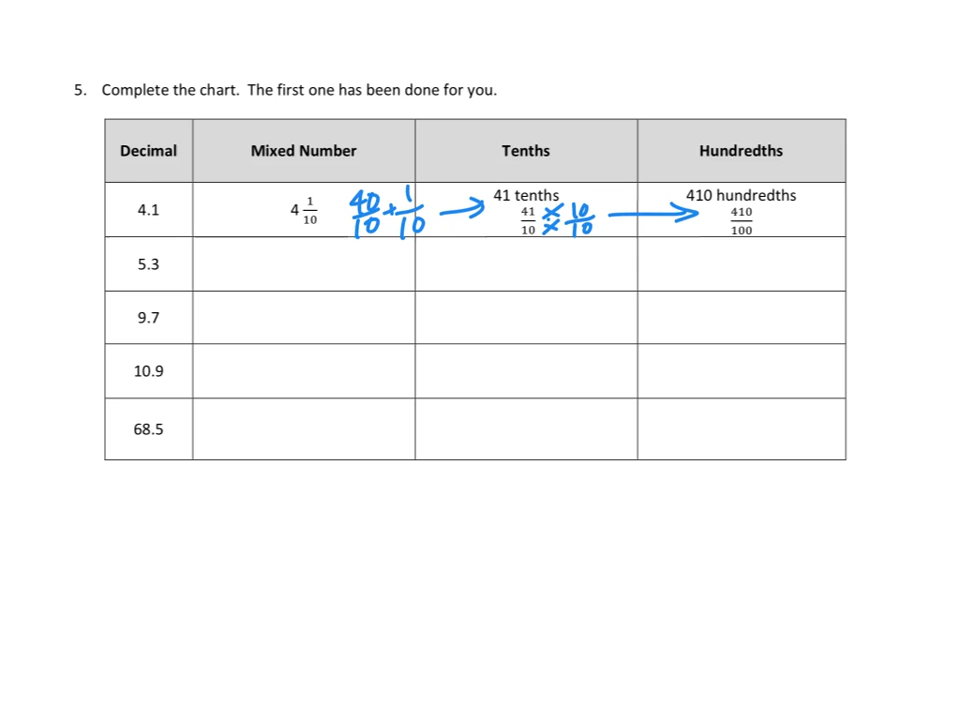 5. Complete the chart. The first one has been done for you.
Decimal Mixed Number Tenths Hundredths
4.1 4 1/10 40/10 + 1/10 → 41 tenths 41/10 × 10/× 10 → 410 hundredths 410/100
5.3
9.7
10.9
68.5